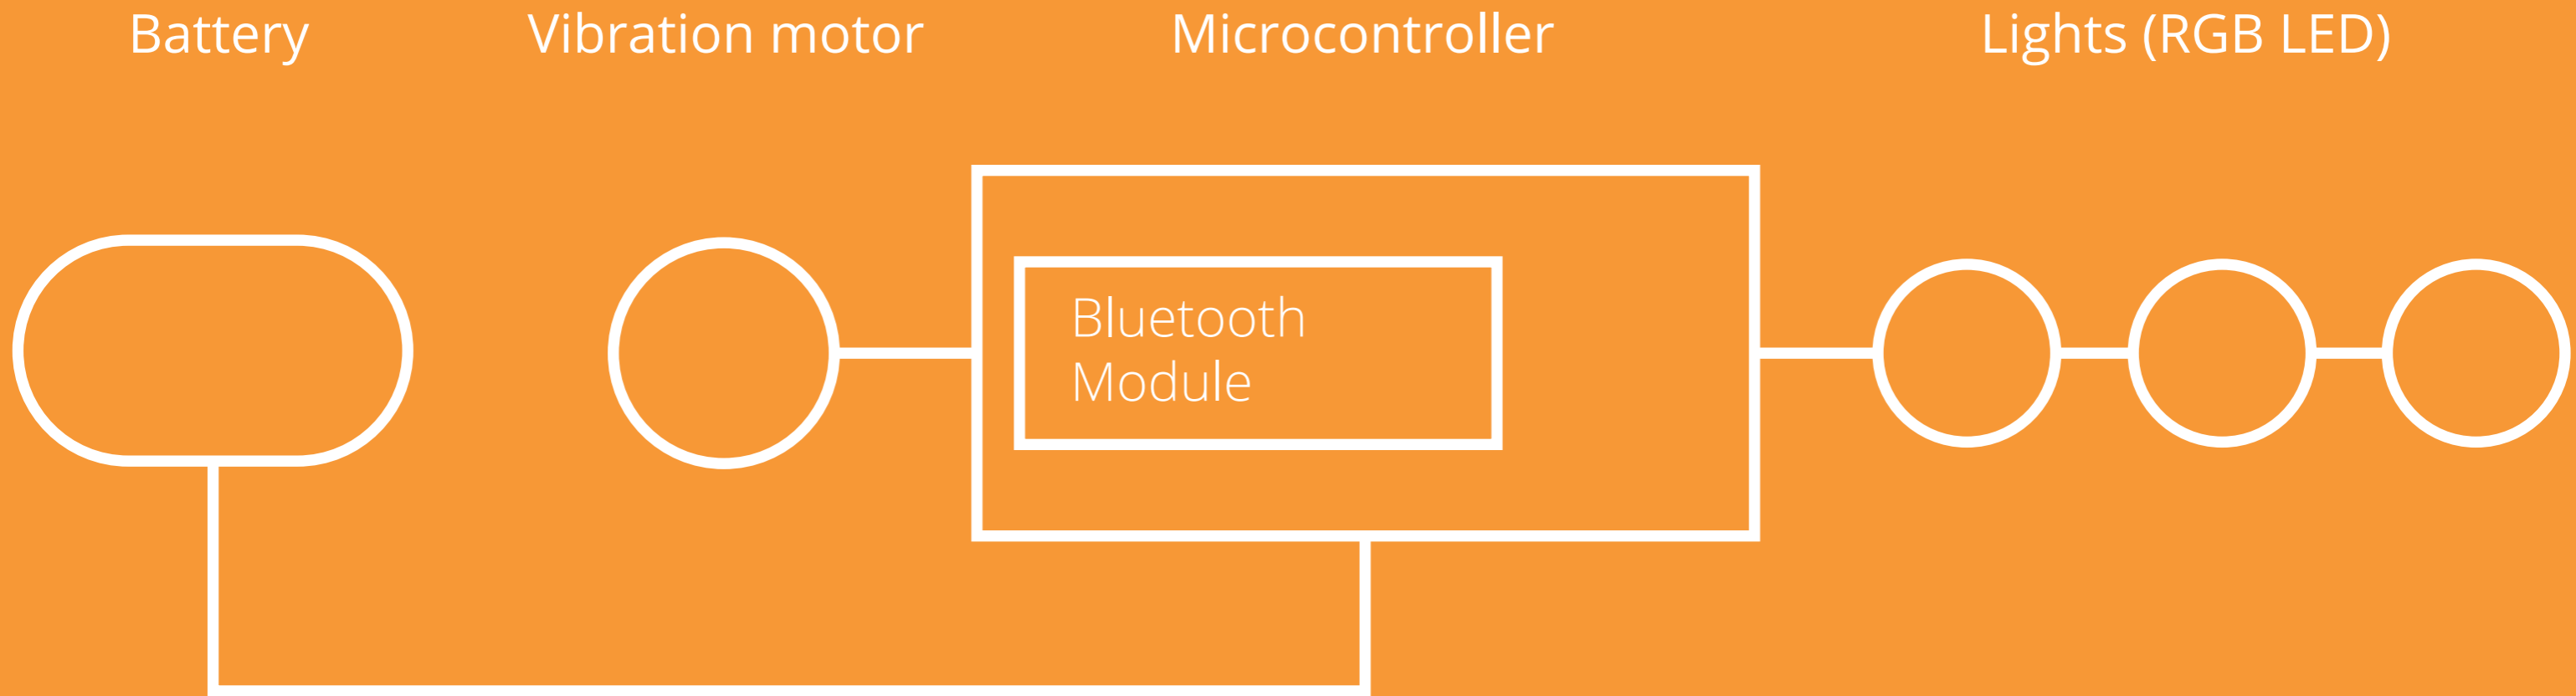 Battery
Vibration motor
Microcontroller
Lights (RGB LED)
Bluetooth
Module